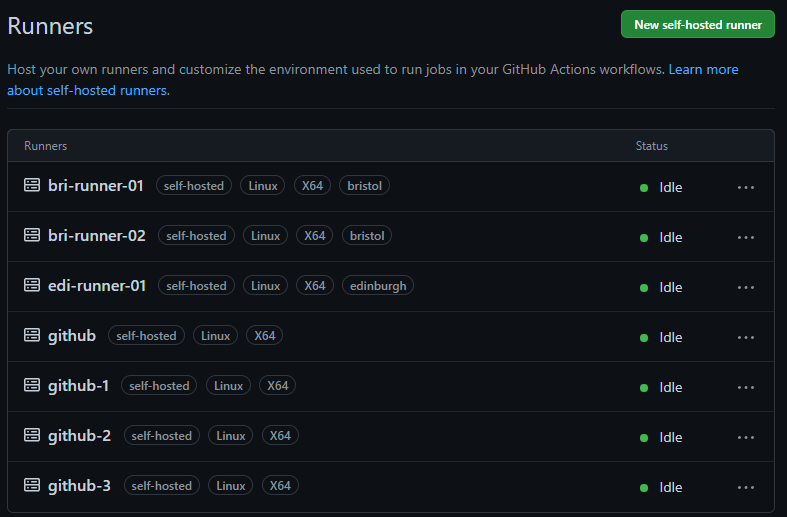 Runners
New self-hosted runner
Host your own runners and customize the environment used to run jobs in your GitHub Actions workflows. Learn more
about self-hosted runners.
Runners Status
bri-runner-01 self-hosted Linux X64 bristol Idle
bri-runner-02 self-hosted Linux X64 bristol Idle
edi-runner-01 self-hosted Linux X64 edinburgh Idle
github self-hosted Linux X64 Idle
github-1 self-hosted Linux X64 Idle
github-2 self-hosted Linux X64 Idle
github-3 self-hosted Linux X64 Idle